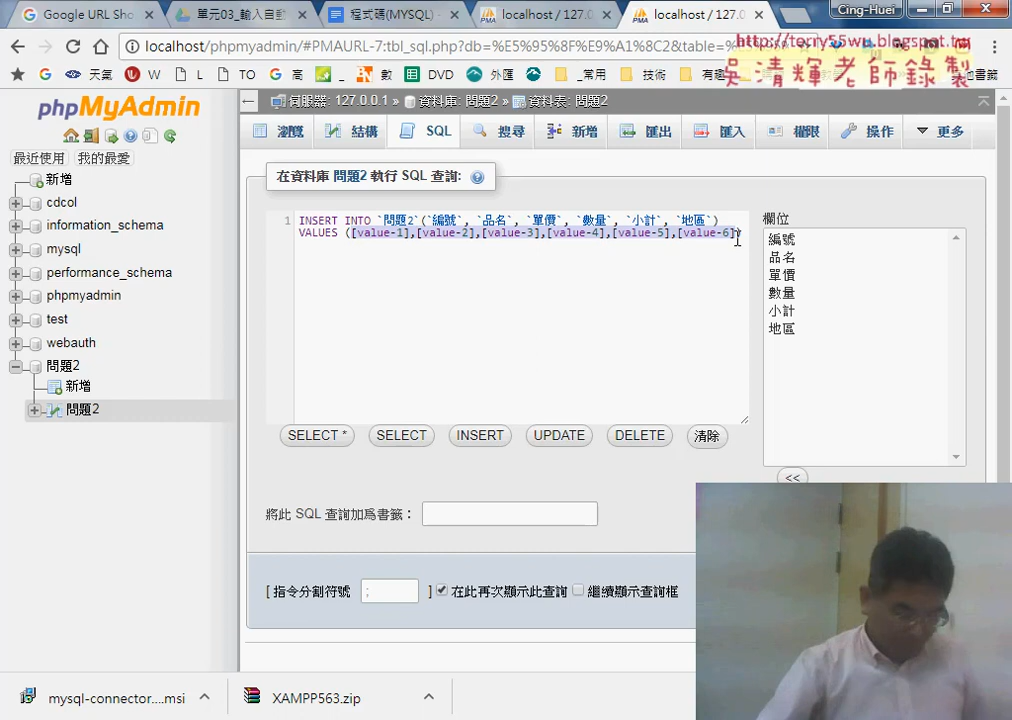 Cing-Huei
Google URL Sho
單元03_輸入自動
程式碼(MYSQL) -
localhost / 127.0
localhost / 127.0
localhost/phpmyadmin/#PMAURL-7:tbl_sql.php?db=%E5%95%8F%E9%A1%8C2&table=%
http://terry55wu.blogspot.tw
吳清輝老師錄製
天氣
W
L
TO
高
_
數
DVD
外匯
_常用
技術
有趣
書籤
phpMyAdmin
伺服器: 127.0.0.1 » 資料庫: 問題2 » 資料表: 問題2
瀏覽
結構
SQL
搜尋
新增
匯出
匯入
權限
操作
更多
最近使用
我的最愛
新增
cdcol
information_schema
mysql
performance_schema
phpmyadmin
test
webauth
問題2
新增
問題2
在資料庫 問題2 執行 SQL 查詢:
1 INSERT INTO `問題2`(`編號`, `品名`, `單價`, `數量`, `小計`, `地區`)
VALUES ([value-1],[value-2],[value-3],[value-4],[value-5],[value-6])
欄位
編號
品名
單價
數量
小計
地區
SELECT *
SELECT
INSERT
UPDATE
DELETE
清除
<<
將此 SQL 查詢加為書籤：
[ 指令分割符號 ; ]
在此再次顯示此查詢
繼續顯示查詢框
mysql-connector....msi
XAMPP563.zip